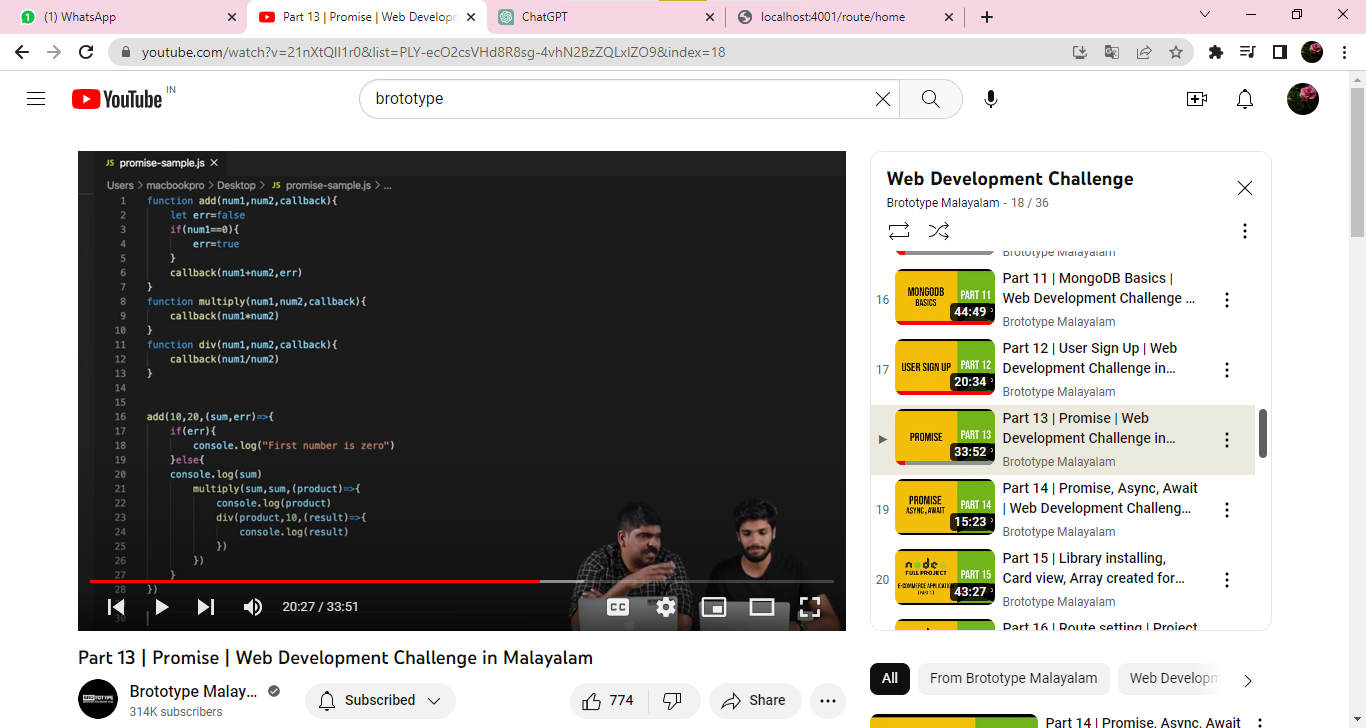 (1) WhatsApp
Part 13 | Promise | Web Developm
ChatGPT
localhost:4001/route/home
youtube.com/watch?v=21nXtQIl1r0&list=PLY-ecO2csVHd8R8sg-4vhN2BzZQLxlZO9&index=18
YouTube IN
brototype
JS promise-sample.js
Users > macbookpro > Desktop > JS promise-sample.js > ...
1 function add(num1,num2,callback){
2 let err=false
3 if(num1==0){
4 err=true
5 }
6 callback(num1+num2,err)
7 }
8 function multiply(num1,num2,callback){
9 callback(num1*num2)
10 }
11 function div(num1,num2,callback){
12 callback(num1/num2)
13 }
14
15
16 add(10,20,(sum,err)=>{
17 if(err){
18 console.log("First number is zero")
19 }else{
20 console.log(sum)
21 multiply(sum,sum,(product)=>{
22 console.log(product)
23 div(product,10,(result)=>{
24 console.log(result)
25 })
26 })
27 }
28 })
30
20:27 / 33:51
CC
Part 13 | Promise | Web Development Challenge in Malayalam
BROTOTYPE
Brototype Malay...
314K subscribers
Subscribed
774
Share
Web Development Challenge
Brototype Malayalam - 18 / 36
Brototype Malayalam
16
MONGODB
BASICS
PART 11
44:49
Part 11 | MongoDB Basics |
Web Development Challenge ...
Brototype Malayalam
17
USER SIGN UP
PART 12
20:34
Part 12 | User Sign Up | Web
Development Challenge in...
Brototype Malayalam
PROMISE
PART 13
33:52
Part 13 | Promise | Web
Development Challenge in...
Brototype Malayalam
19
PROMISE
ASYNC, AWAIT
PART 14
15:23
Part 14 | Promise, Async, Await
| Web Development Challeng...
Brototype Malayalam
20
node
FULL PROJECT
E-COMMERCE APPLICATION
(PART 1)
PART 15
43:27
Part 15 | Library installing,
Card view, Array created for...
Brototype Malayalam
Part 16 | Route setting | Project
All
From Brototype Malayalam
Web Developm
Part 14 | Promise, Async, Await